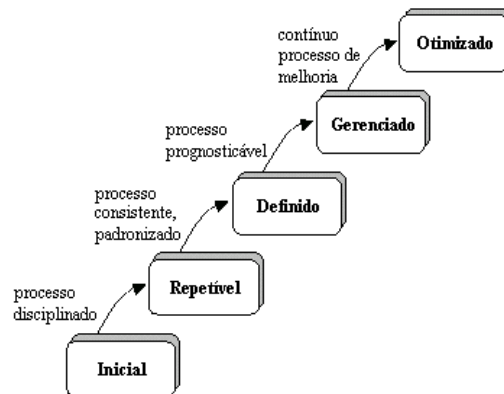 contínuo
processo de
melhoria
Otimizado
processo
prognosticável
Gerenciado
processo
consistente,
padronizado
Definido
processo
disciplinado
Repetível
Inicial